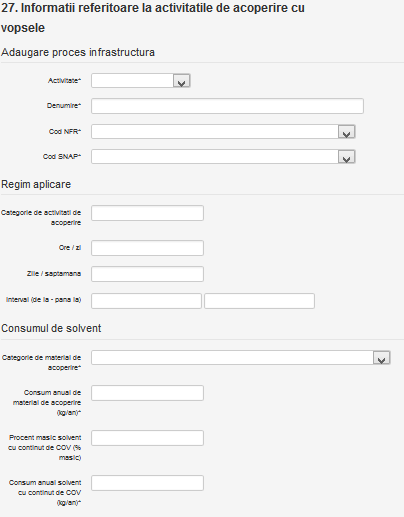 27. Informatii referitoare la activitatile de acoperire cu
vopsele
Adaugare proces infrastructura
Activitate*
Denumire*
Cod NFR*
Cod SNAP*
Regim aplicare
Categorie de activitati de
acoperire
Ore / zi
Zile / saptamana
Interval (de la - pana la)
Consumul de solvent
Categorie de material de
acoperire*
Consum anual de
material de acoperire
(kg/an)*
Procent masic solvent
cu continut de COV (%
masic)
Consum anual solvent
cu continut de COV
(kg/an)*